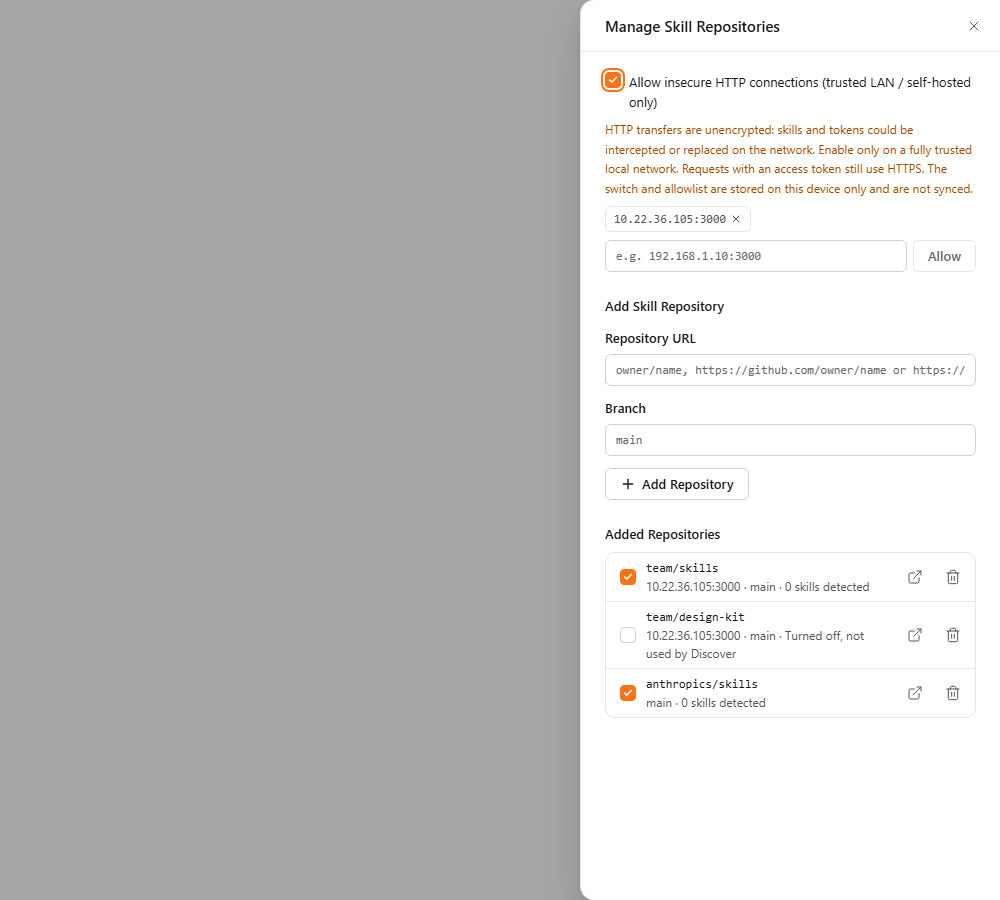 Manage Skill Repositories
Allow insecure HTTP connections (trusted LAN / self-hosted
only)
HTTP transfers are unencrypted: skills and tokens could be
intercepted or replaced on the network. Enable only on a fully trusted
local network. Requests with an access token still use HTTPS. The
switch and allowlist are stored on this device only and are not synced.
10.22.36.105:3000
e.g. 192.168.1.10:3000
Allow
Add Skill Repository
Repository URL
owner/name, https://github.com/owner/name or https://
Branch
main
Add Repository
Added Repositories
team/skills
10.22.36.105:3000 · main · 0 skills detected
team/design-kit
10.22.36.105:3000 · main · Turned off, not
used by Discover
anthropics/skills
main · 0 skills detected